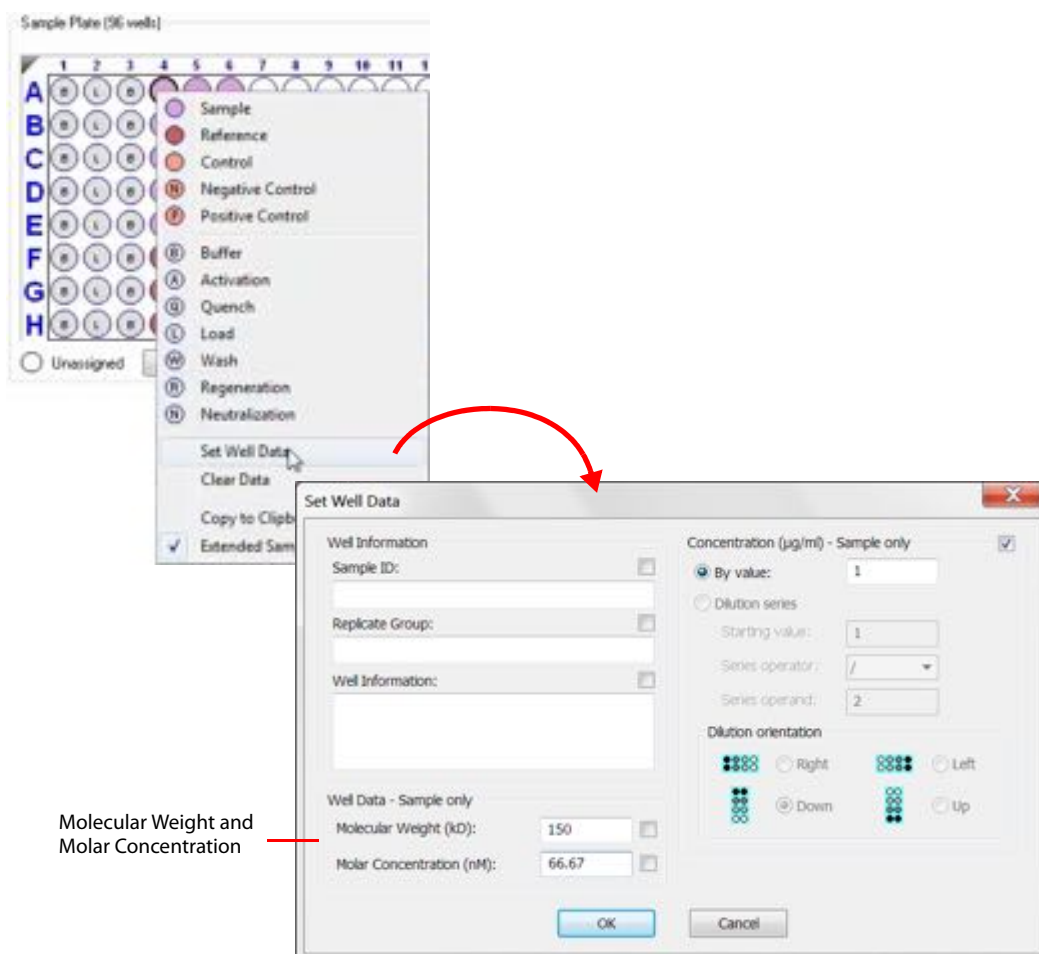 Sample Plate (96 wells)
1 2 3 4 5 6 7 8 9 10 11 1
A B L B
B B L B
C B L B
D B L B
E B L B
F B L B
G B L B
H B L B
Unassigned
Sample
Reference
Control
N Negative Control
P Positive Control
B Buffer
A Activation
Q Quench
L Load
W Wash
R Regeneration
N Neutralization
Set Well Data
Clear Data
Copy to Clipb
Extended Sam
Set Well Data
Well Information
Sample ID:
Replicate Group:
Well Information:
Well Data - Sample only
Molecular Weight (kD): 150
Molar Concentration (nM): 66.67
Concentration (µg/ml) - Sample only
By value: 1
Dilution series
Starting value: 1
Series operator: /
Series operand: 2
Dilution orientation
Right Left
Down Up
OK Cancel
Molecular Weight and
Molar Concentration